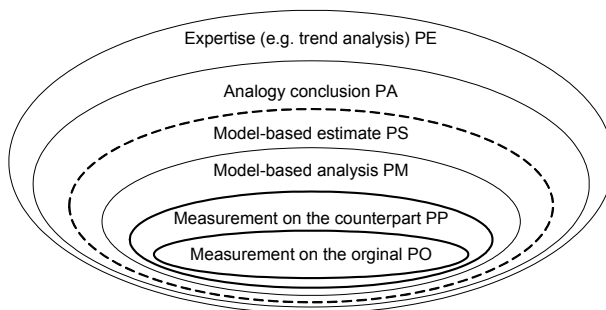 Expertise (e.g. trend analysis) PE
Analogy conclusion PA
Model-based estimate PS
Model-based analysis PM
Measurement on the counterpart PP
Measurement on the orginal PO